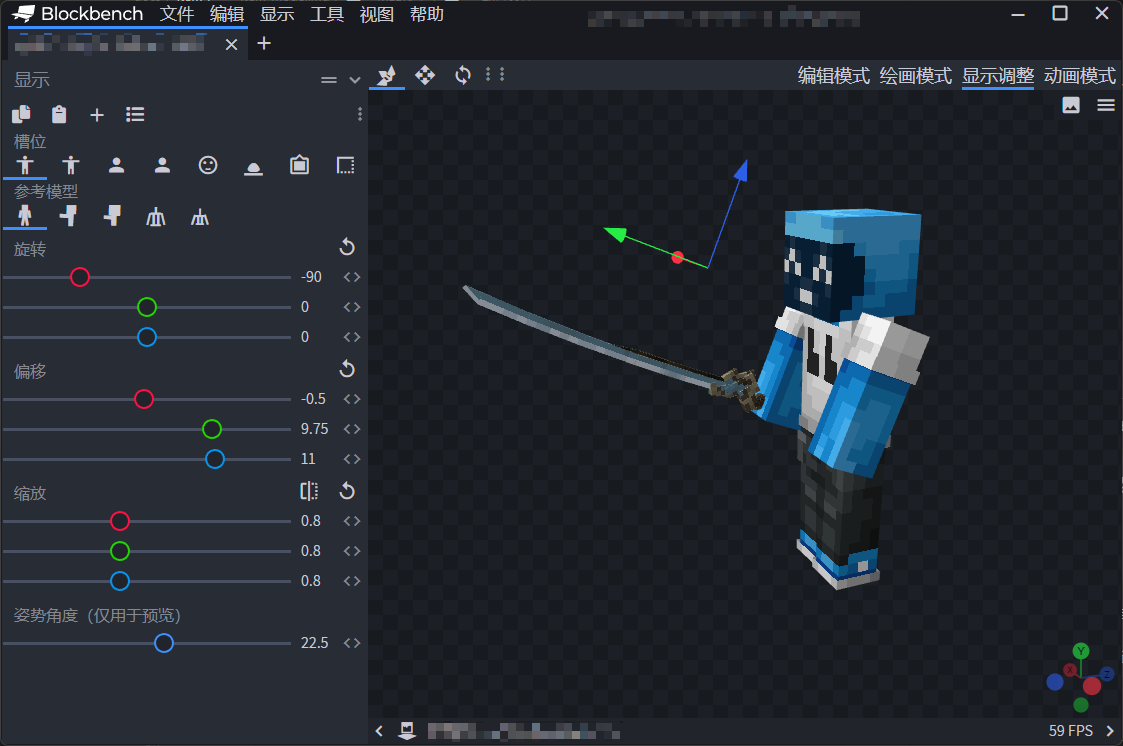 Blockbench 文件 编辑 显示 工具 视图 帮助
显示
编辑模式 绘画模式 显示调整 动画模式
槽位
参考模型
旋转
-90
0
0
偏移
-0.5
9.75
11
缩放
0.8
0.8
0.8
姿势角度（仅用于预览）
22.5
Y
X
Z
59 FPS